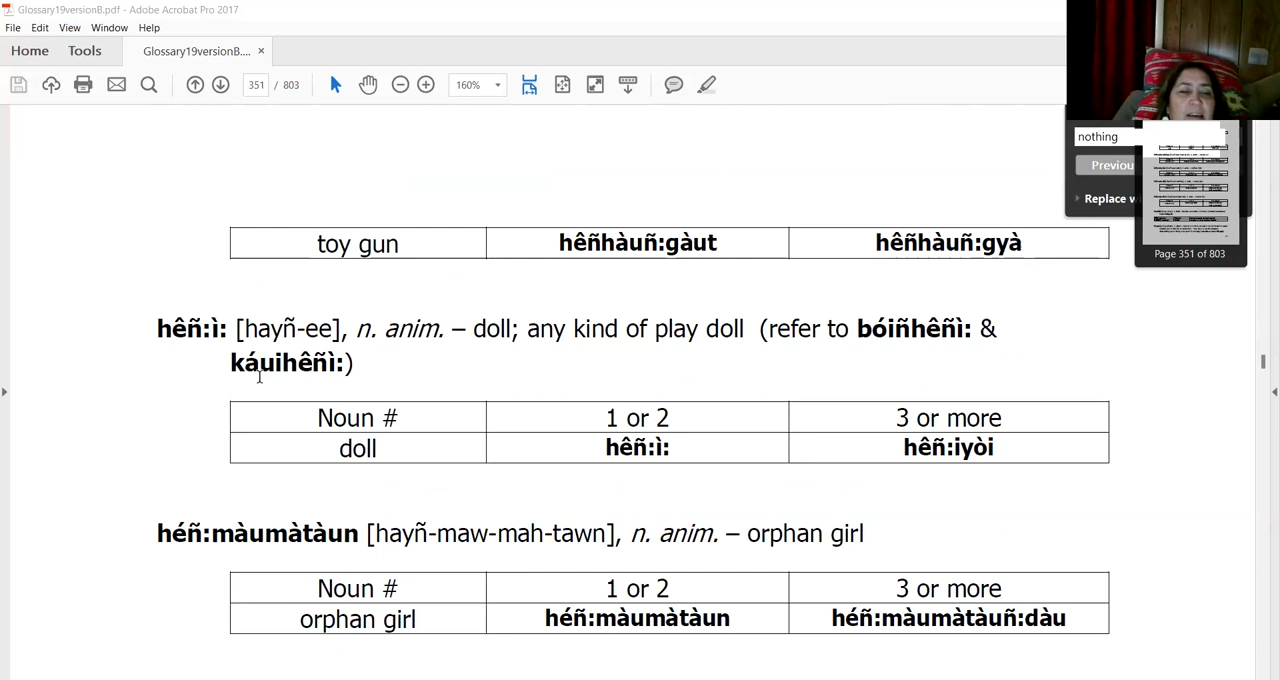 Glossary19versionB.pdf - Adobe Acrobat Pro 2017
File Edit View Window Help
Home Tools Glossary19versionB.... ×
351 / 803 160%
nothing
Previou
Replace wi
Page 351 of 803
toy gun hêñhàuñ:gàut hêñhàuñ:gyà
hêñ:ì: [hayñ-ee], n. anim. – doll; any kind of play doll (refer to bóiñhêñì: &
káuihêñì:)
Noun # 1 or 2 3 or more
doll hêñ:ì: hêñ:iyòi
héñ:màumàtàun [hayñ-maw-mah-tawn], n. anim. – orphan girl
Noun # 1 or 2 3 or more
orphan girl héñ:màumàtàun héñ:màumàtàuñ:dàu